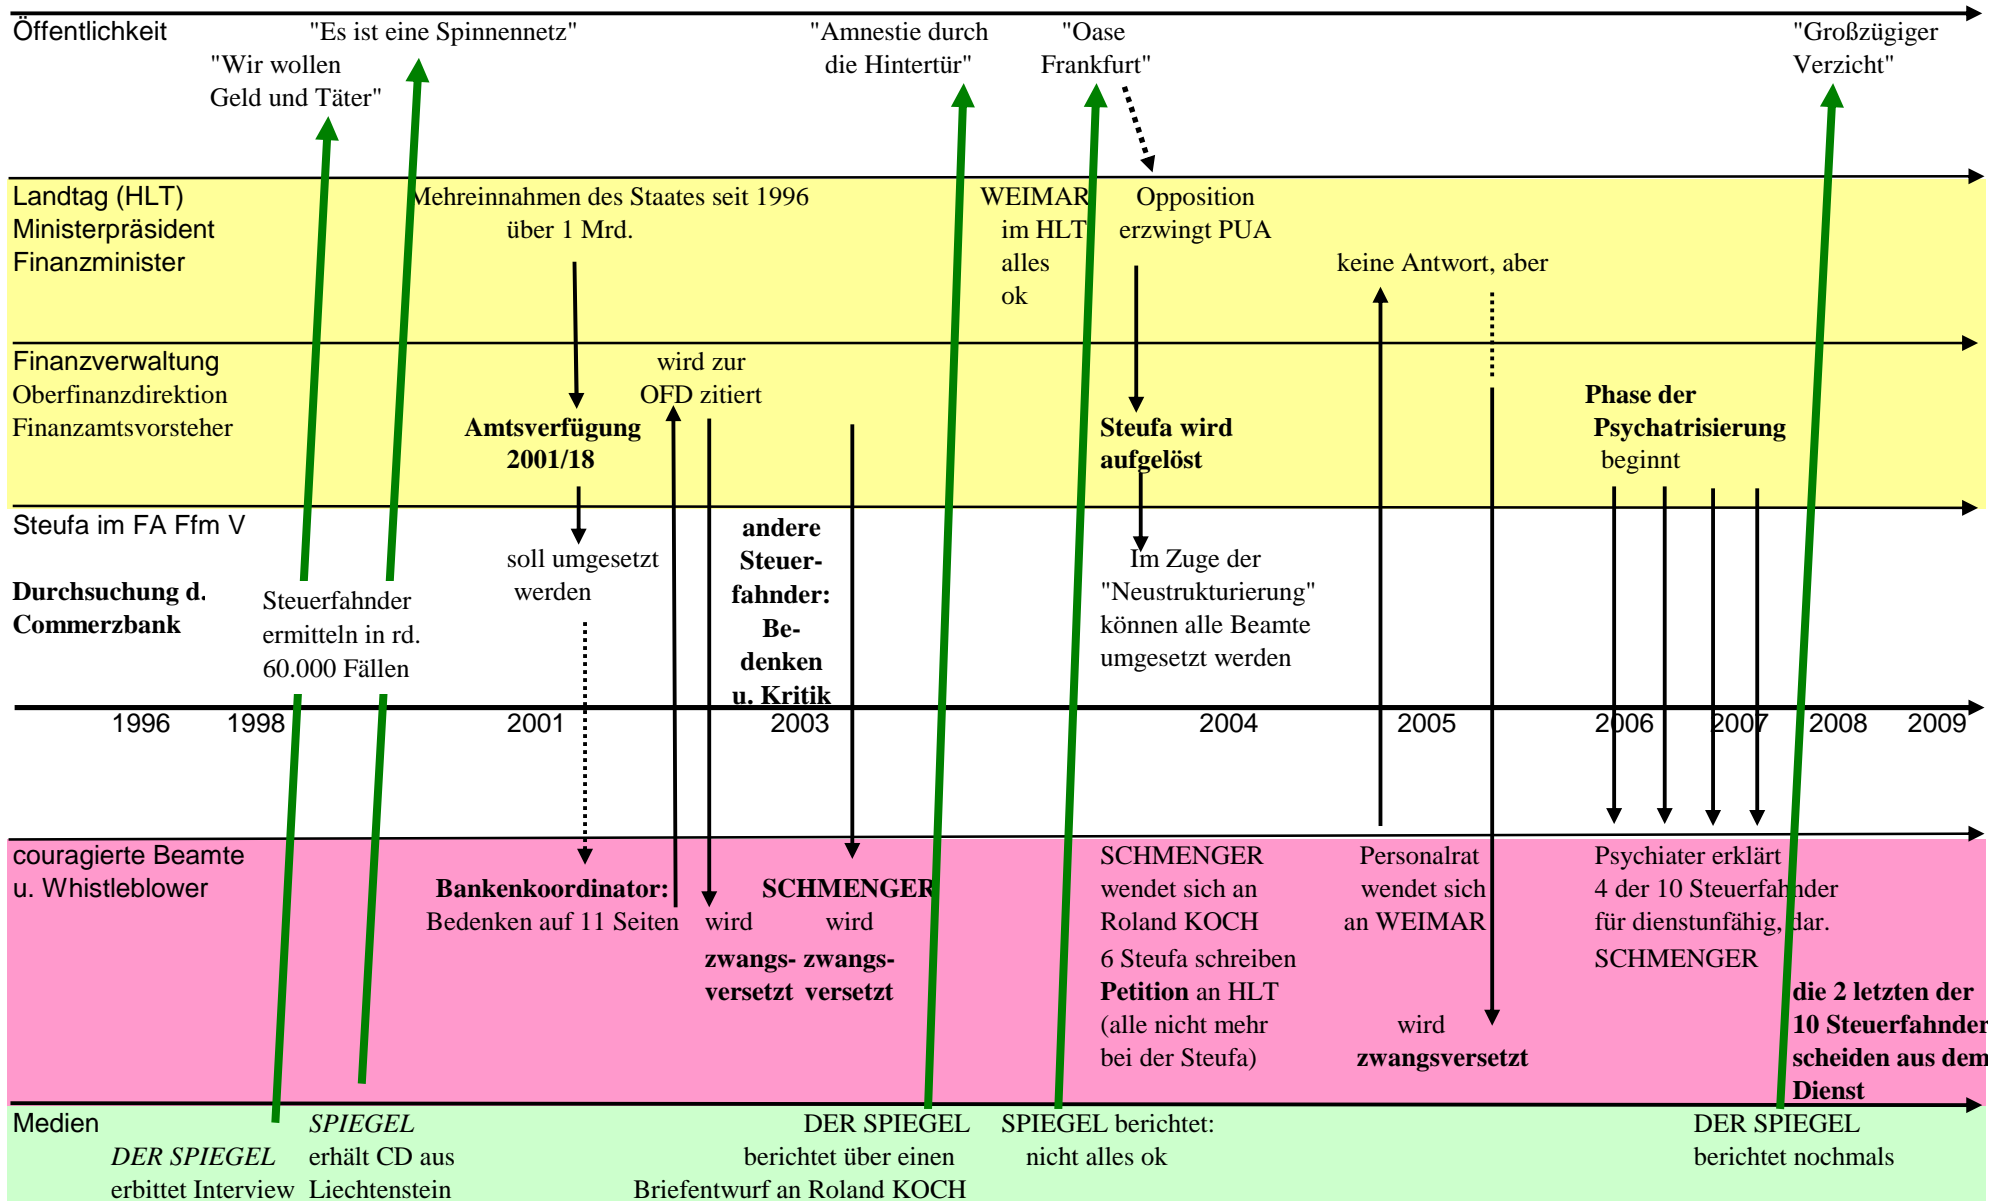 Öffentlichkeit
"Es ist eine Spinnennetz"
"Wir wollen
Geld und Täter"
"Amnestie durch
die Hintertür"
"Oase
Frankfurt"
"Großzügiger
Verzicht"
Landtag (HLT)
Ministerpräsident
Finanzminister
Mehreinnahmen des Staates seit 1996
über 1 Mrd.
WEIMAR
im HLT
alles
ok
Opposition
erzwingt PUA
keine Antwort, aber
Finanzverwaltung
Oberfinanzdirektion
Finanzamtsvorsteher
Amtsverfügung
2001/18
wird zur
OFD zitiert
Steufa wird
aufgelöst
Phase der
Psychatrisierung
beginnt
Steufa im FA Ffm V
Durchsuchung d.
Commerzbank
Steuerfahnder
ermitteln in rd.
60.000 Fällen
soll umgesetzt
werden
andere
Steuer-
fahnder:
Be-
denken
u. Kritik
Im Zuge der
"Neustrukturierung"
können alle Beamte
umgesetzt werden
1996
1998
2001
2003
2004
2005
2006
2007
2008
2009
couragierte Beamte
u. Whistleblower
Bankenkoordinator:
Bedenken auf 11 Seiten
wird
zwangs-
versetzt
SCHMENGER
wird
zwangs-
versetzt
SCHMENGER
wendet sich an
Roland KOCH
6 Steufa schreiben
Petition an HLT
(alle nicht mehr
bei der Steufa)
Personalrat
wendet sich
an WEIMAR
wird
zwangsversetzt
Psychiater erklärt
4 der 10 Steuerfahnder
für dienstunfähig, dar.
SCHMENGER
die 2 letzten der
10 Steuerfahnder
scheiden aus dem
Dienst
Medien
DER SPIEGEL
erbittet Interview
SPIEGEL
erhält CD aus
Liechtenstein
DER SPIEGEL
berichtet über einen
Briefentwurf an Roland KOCH
SPIEGEL berichtet:
nicht alles ok
DER SPIEGEL
berichtet nochmals